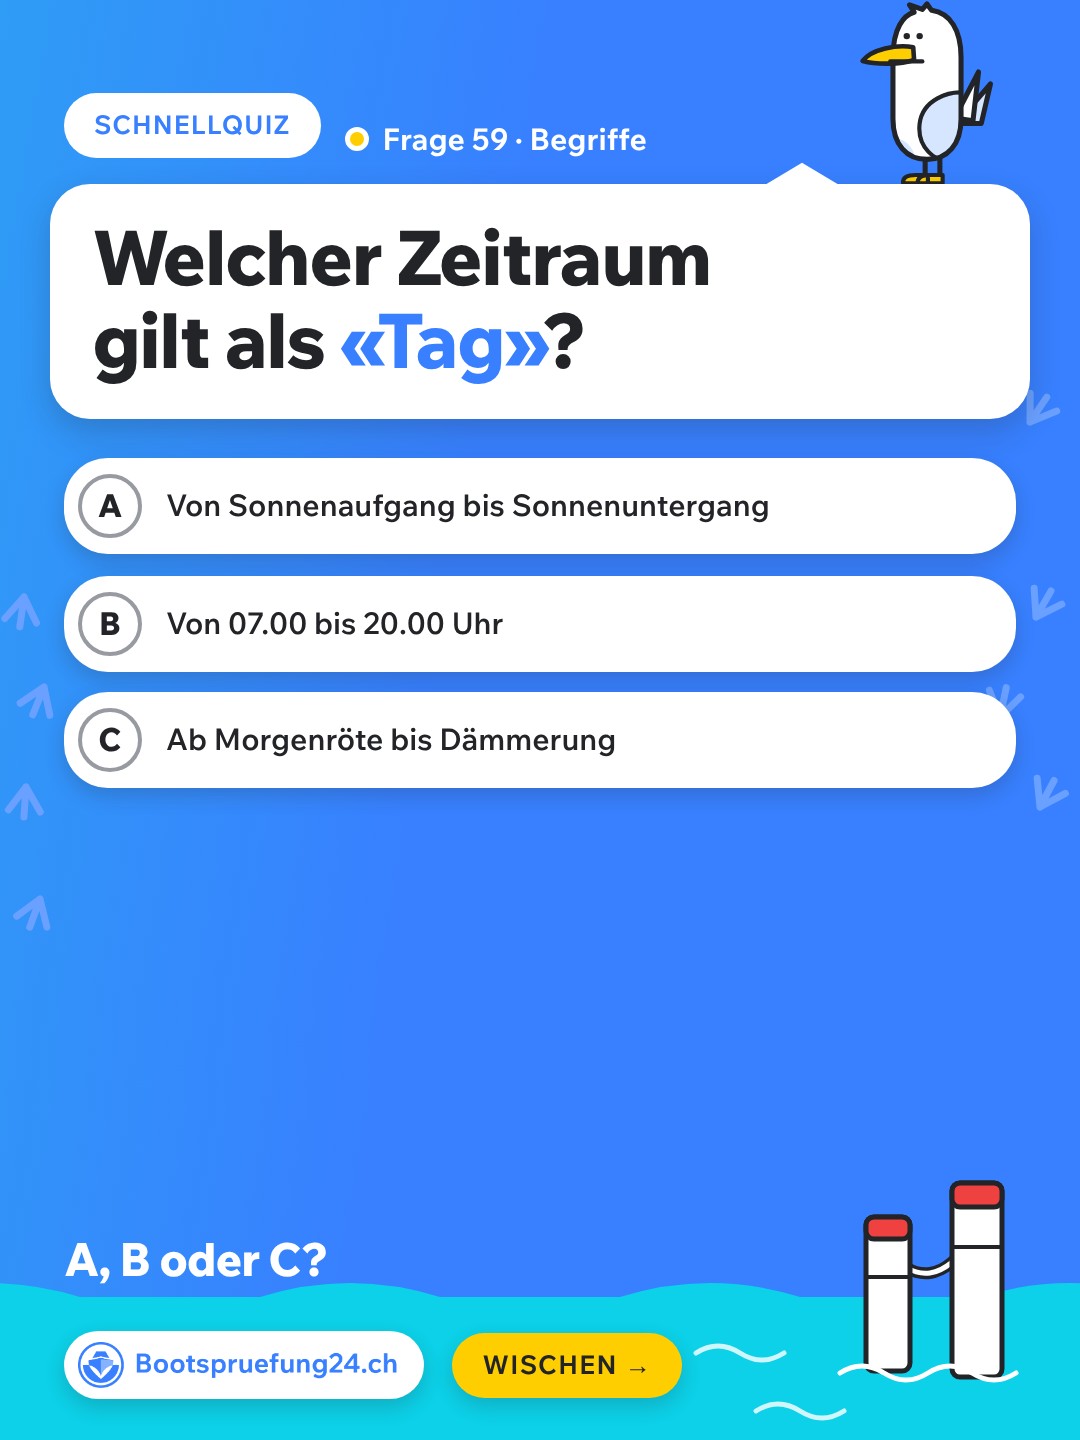 SCHNELLQUIZ
Frage 59 · Begriffe
Welcher Zeitraum
gilt als «Tag»?
A Von Sonnenaufgang bis Sonnenuntergang
B Von 07.00 bis 20.00 Uhr
C Ab Morgenröte bis Dämmerung
A, B oder C?
Bootspruefung24.ch
WISCHEN →